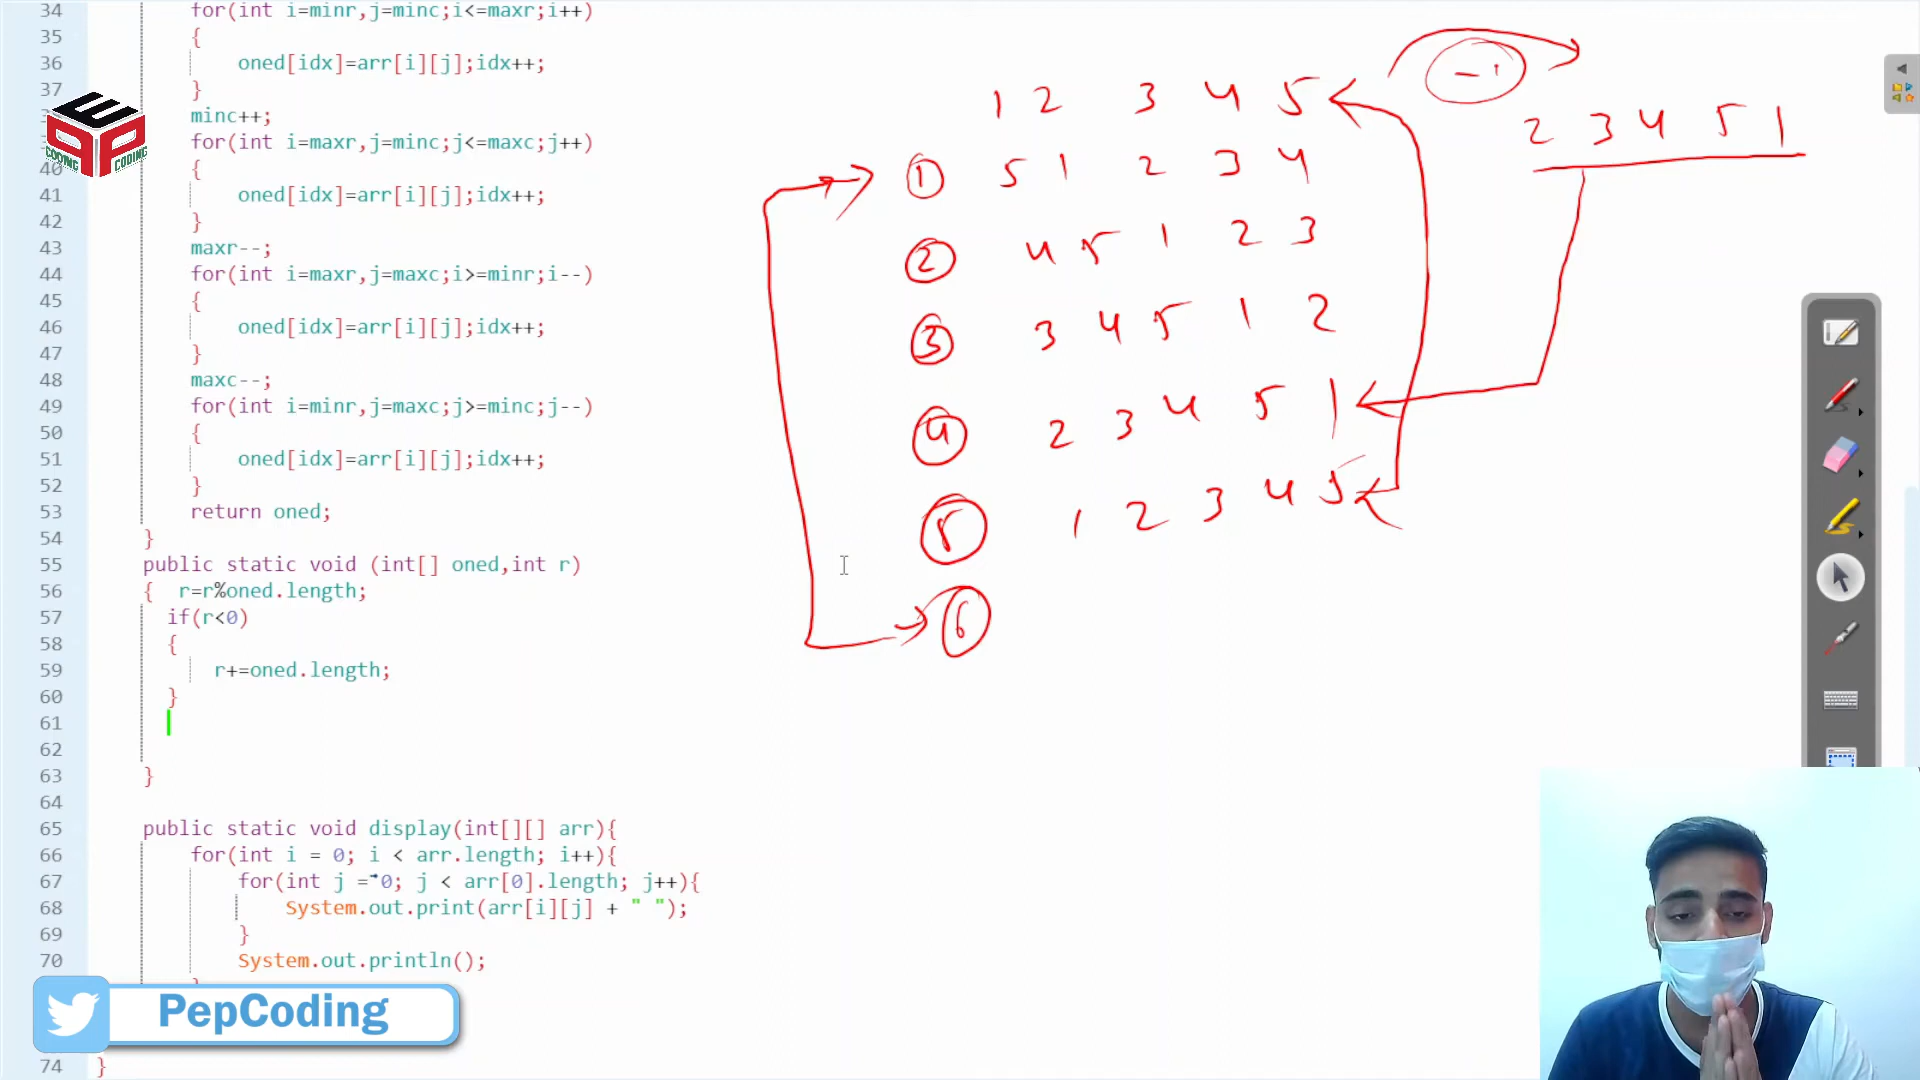 34 for(int i=minr,j=minc;i<=maxr;i++)
35 {
36 oned[idx]=arr[i][j];idx++;
37 }
minc++;
for(int i=maxr,j=minc;j<=maxc;j++)
40 {
41 oned[idx]=arr[i][j];idx++;
42 }
43 maxr--;
44 for(int i=maxr,j=maxc;i>=minr;i--)
45 {
46 oned[idx]=arr[i][j];idx++;
47 }
48 maxc--;
49 for(int i=minr,j=maxc;j>=minc;j--)
50 {
51 oned[idx]=arr[i][j];idx++;
52 }
53 return oned;
54 }
55 public static void (int[] oned,int r)
56 { r=r%oned.length;
57 if(r<0)
58 {
59 r+=oned.length;
60 }
61
62
63 }
64
65 public static void display(int[][] arr){
66 for(int i = 0; i < arr.length; i++){
67 for(int j = 0; j < arr[0].length; j++){
68 System.out.print(arr[i][j] + " ");
69 }
70 System.out.println();
74 }
CODING CODING
PepCoding
1 2 3 4 5
1 5 1 2 3 4
2 4 5 1 2 3
3 3 4 5 1 2
4 2 3 4 5 1
5 1 2 3 4 5
6
-1
2 3 4 5 1